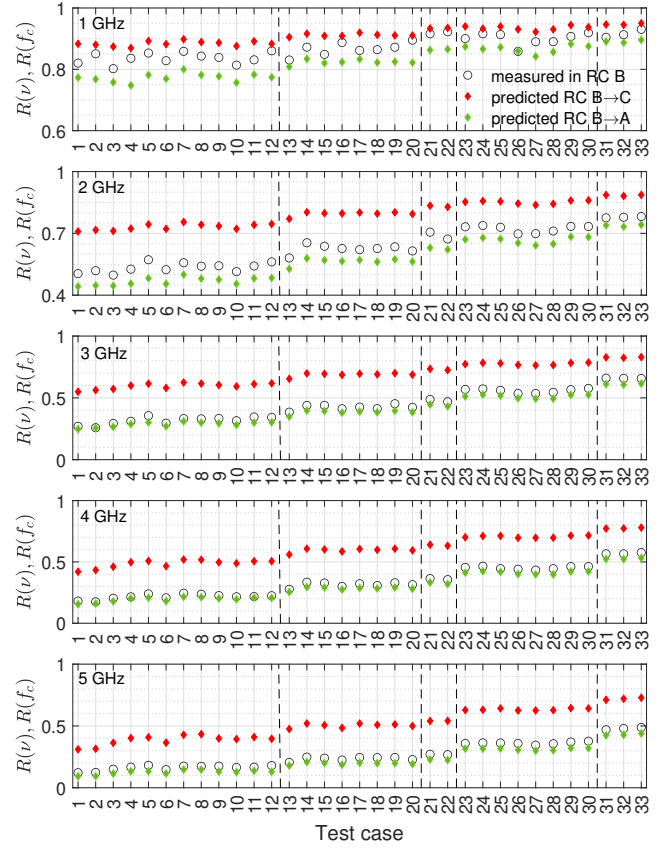 1 GHz
R(ν), R(f_c)
1
0.8
0.6
measured in RC B
predicted RC B→C
predicted RC B→A
1 2 3 4 5 6 7 8 9 10 11 12 13 14 15 16 17 18 19 20 21 22 23 24 25 26 27 28 29 30 31 32 33
2 GHz
R(ν), R(f_c)
1
0.7
0.4
1 2 3 4 5 6 7 8 9 10 11 12 13 14 15 16 17 18 19 20 21 22 23 24 25 26 27 28 29 30 31 32 33
3 GHz
R(ν), R(f_c)
1
0.5
0
1 2 3 4 5 6 7 8 9 10 11 12 13 14 15 16 17 18 19 20 21 22 23 24 25 26 27 28 29 30 31 32 33
4 GHz
R(ν), R(f_c)
1
0.5
0
1 2 3 4 5 6 7 8 9 10 11 12 13 14 15 16 17 18 19 20 21 22 23 24 25 26 27 28 29 30 31 32 33
5 GHz
R(ν), R(f_c)
1
0.5
0
1 2 3 4 5 6 7 8 9 10 11 12 13 14 15 16 17 18 19 20 21 22 23 24 25 26 27 28 29 30 31 32 33
Test case